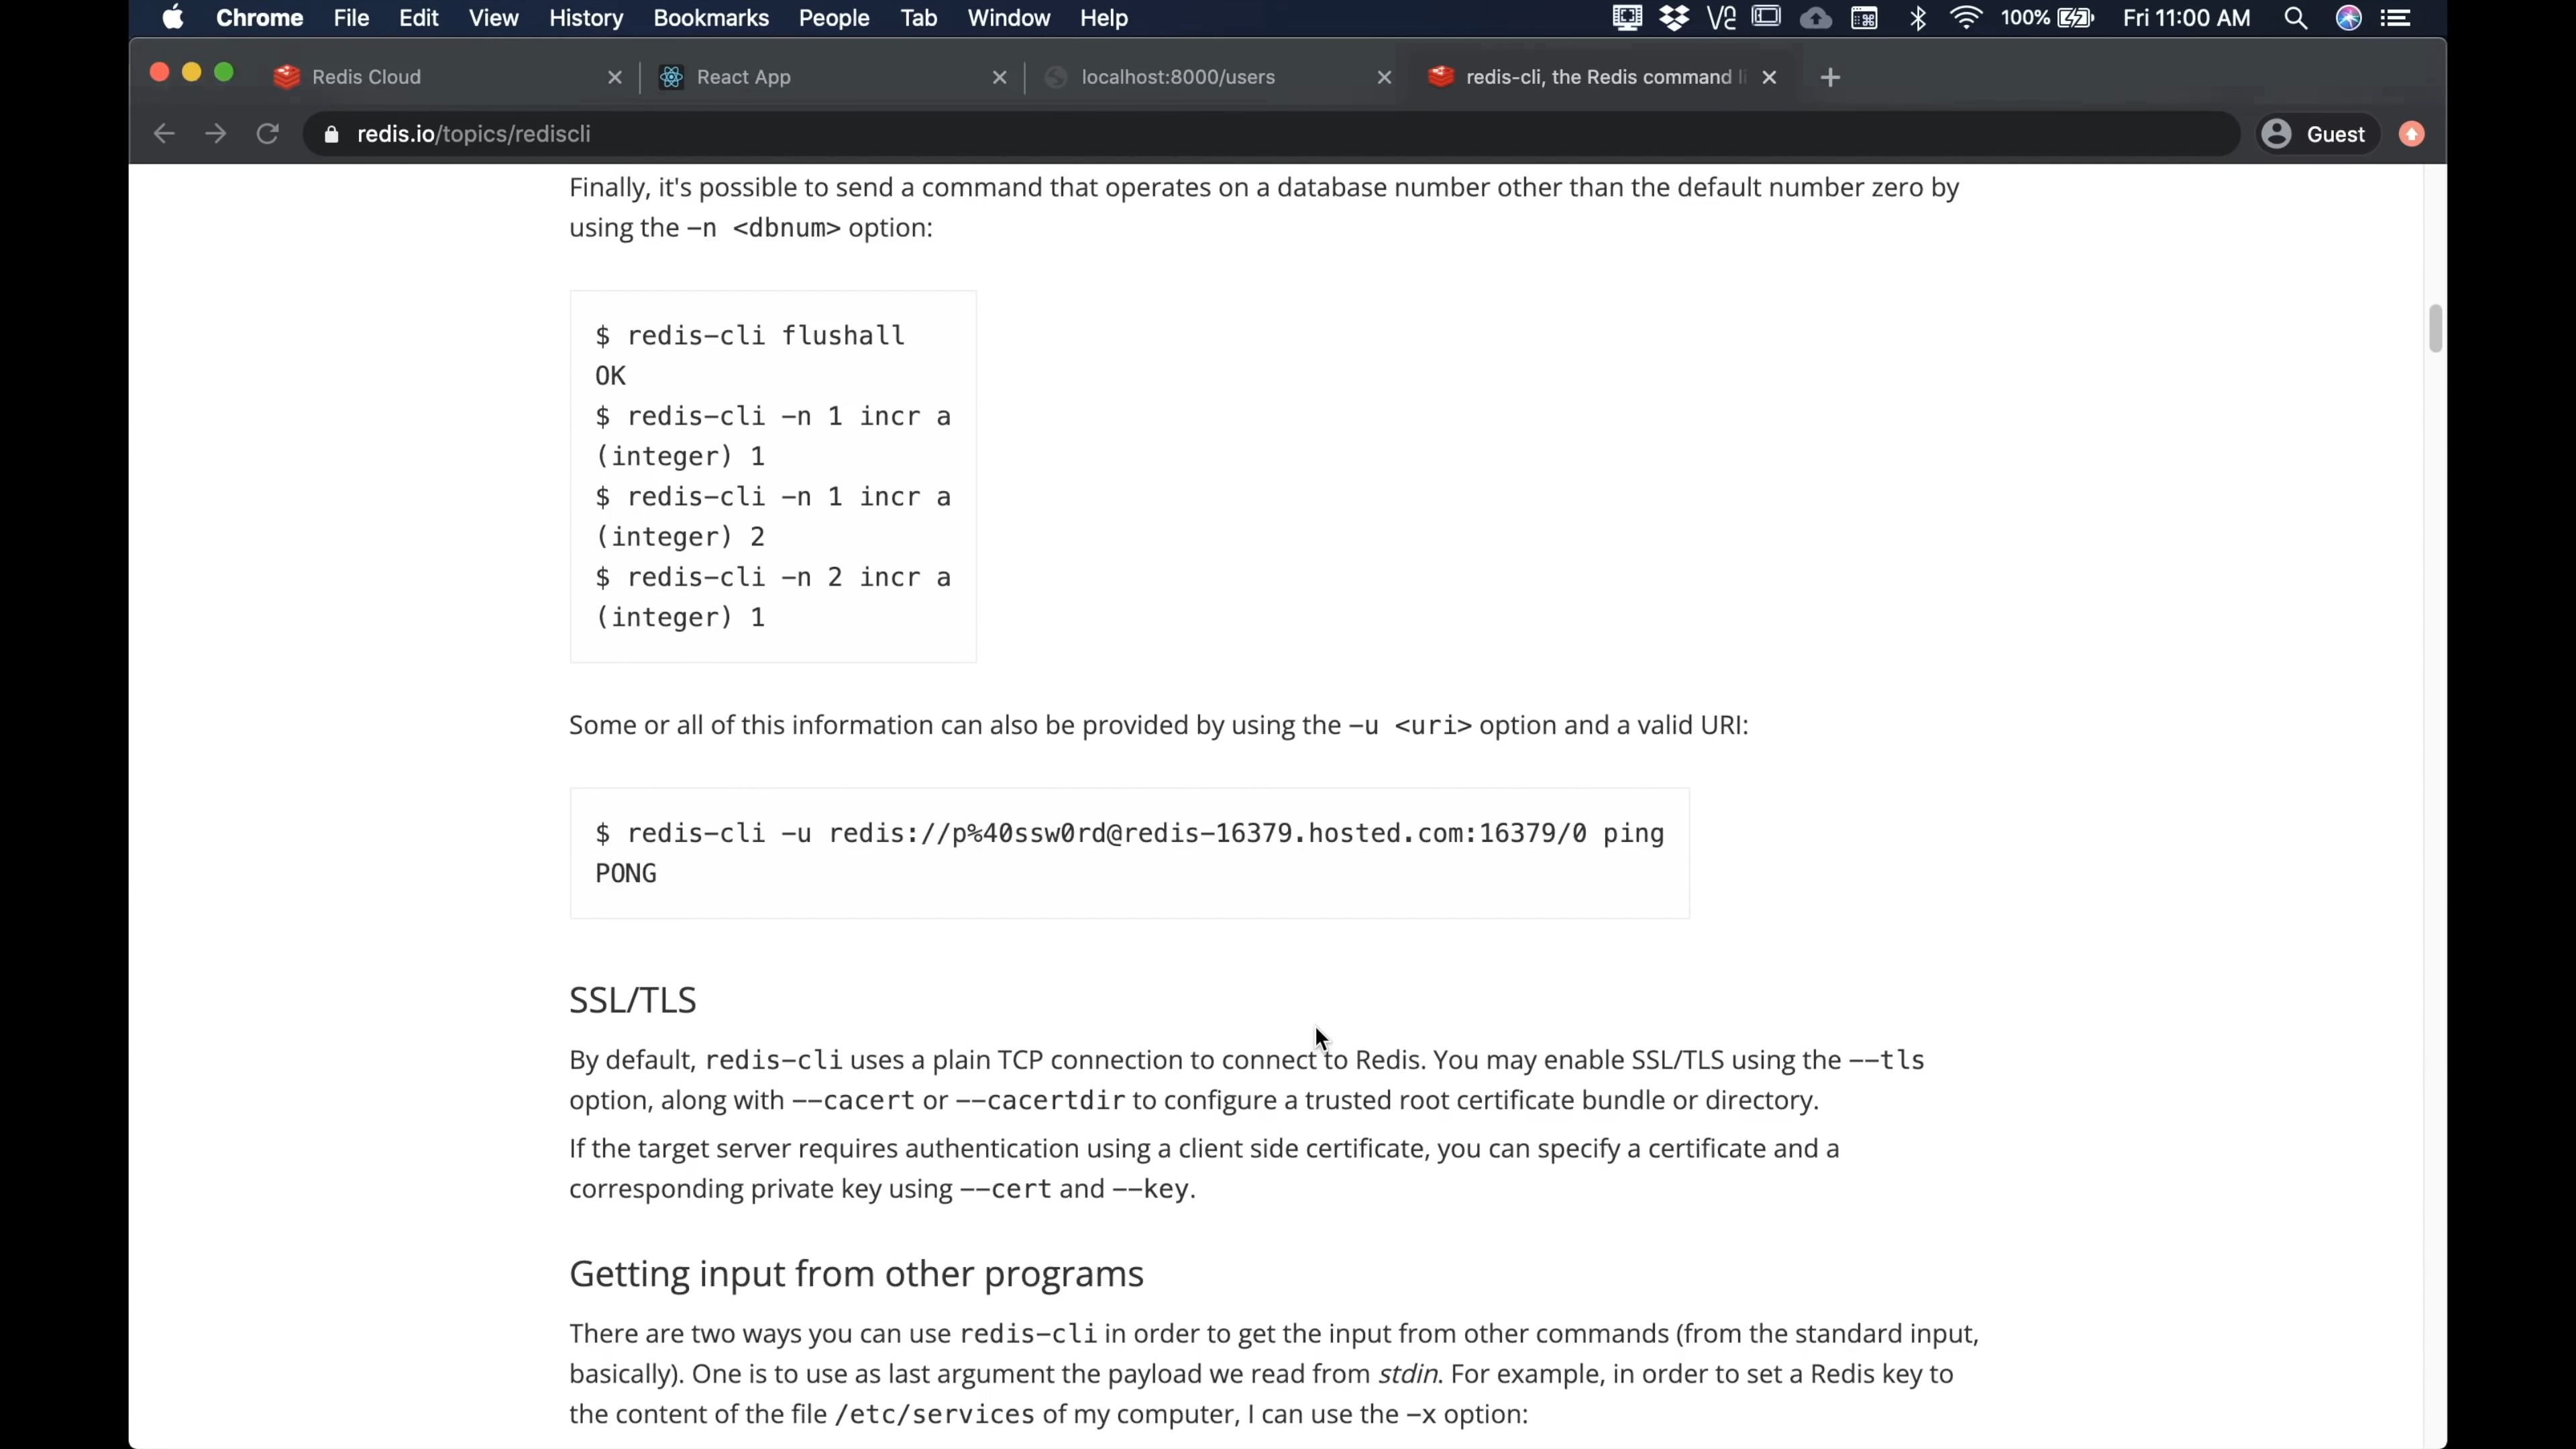 Chrome File Edit View History Bookmarks People Tab Window Help 100% Fri 11:00 AM
Redis Cloud React App localhost:8000/users redis-cli, the Redis command li
redis.io/topics/rediscli Guest
Finally, it's possible to send a command that operates on a database number other than the default number zero by
using the -n <dbnum> option:
$ redis-cli flushall
OK
$ redis-cli -n 1 incr a
(integer) 1
$ redis-cli -n 1 incr a
(integer) 2
$ redis-cli -n 2 incr a
(integer) 1
Some or all of this information can also be provided by using the -u <uri> option and a valid URI:
$ redis-cli -u redis://p%40ssw0rd@redis-16379.hosted.com:16379/0 ping
PONG
SSL/TLS
By default, redis-cli uses a plain TCP connection to connect to Redis. You may enable SSL/TLS using the --tls
option, along with --cacert or --cacertdir to configure a trusted root certificate bundle or directory.
If the target server requires authentication using a client side certificate, you can specify a certificate and a
corresponding private key using --cert and --key.
Getting input from other programs
There are two ways you can use redis-cli in order to get the input from other commands (from the standard input,
basically). One is to use as last argument the payload we read from stdin. For example, in order to set a Redis key to
the content of the file /etc/services of my computer, I can use the -x option: